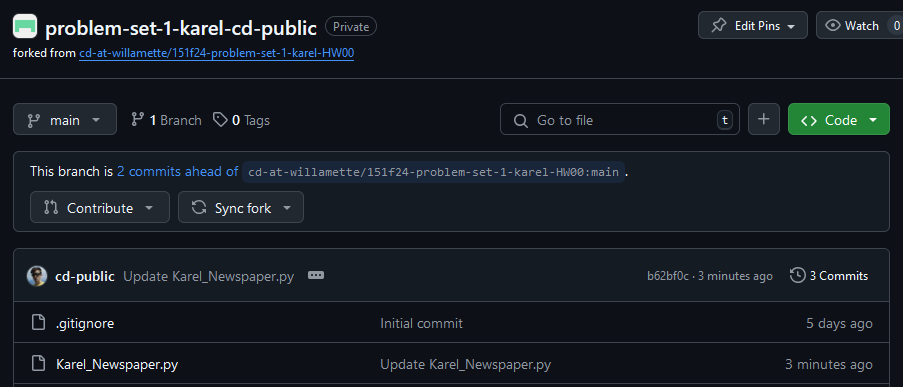 problem-set-1-karel-cd-public Private Edit Pins Watch 0
forked from cd-at-willamette/151f24-problem-set-1-karel-HW00
main 1 Branch 0 Tags Go to file t Code
This branch is 2 commits ahead of cd-at-willamette/151f24-problem-set-1-karel-HW00:main.
Contribute Sync fork
cd-public Update Karel_Newspaper.py b62bf0c · 3 minutes ago 3 Commits
.gitignore Initial commit 5 days ago
Karel_Newspaper.py Update Karel_Newspaper.py 3 minutes ago